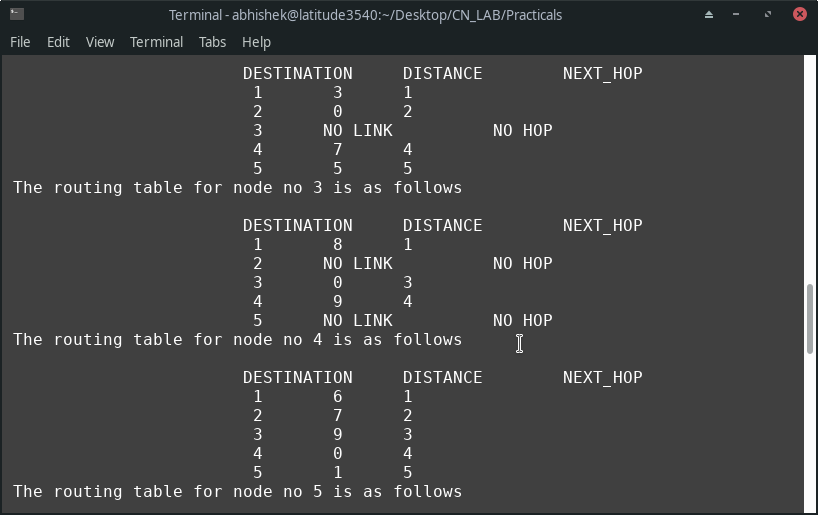 Terminal - abhishek@latitude3540:~/Desktop/CN_LAB/Practicals
File Edit View Terminal Tabs Help
DESTINATION DISTANCE NEXT_HOP
1 3 1
2 0 2
3 NO LINK NO HOP
4 7 4
5 5 5
The routing table for node no 3 is as follows
DESTINATION DISTANCE NEXT_HOP
1 8 1
2 NO LINK NO HOP
3 0 3
4 9 4
5 NO LINK NO HOP
The routing table for node no 4 is as follows
DESTINATION DISTANCE NEXT_HOP
1 6 1
2 7 2
3 9 3
4 0 4
5 1 5
The routing table for node no 5 is as follows